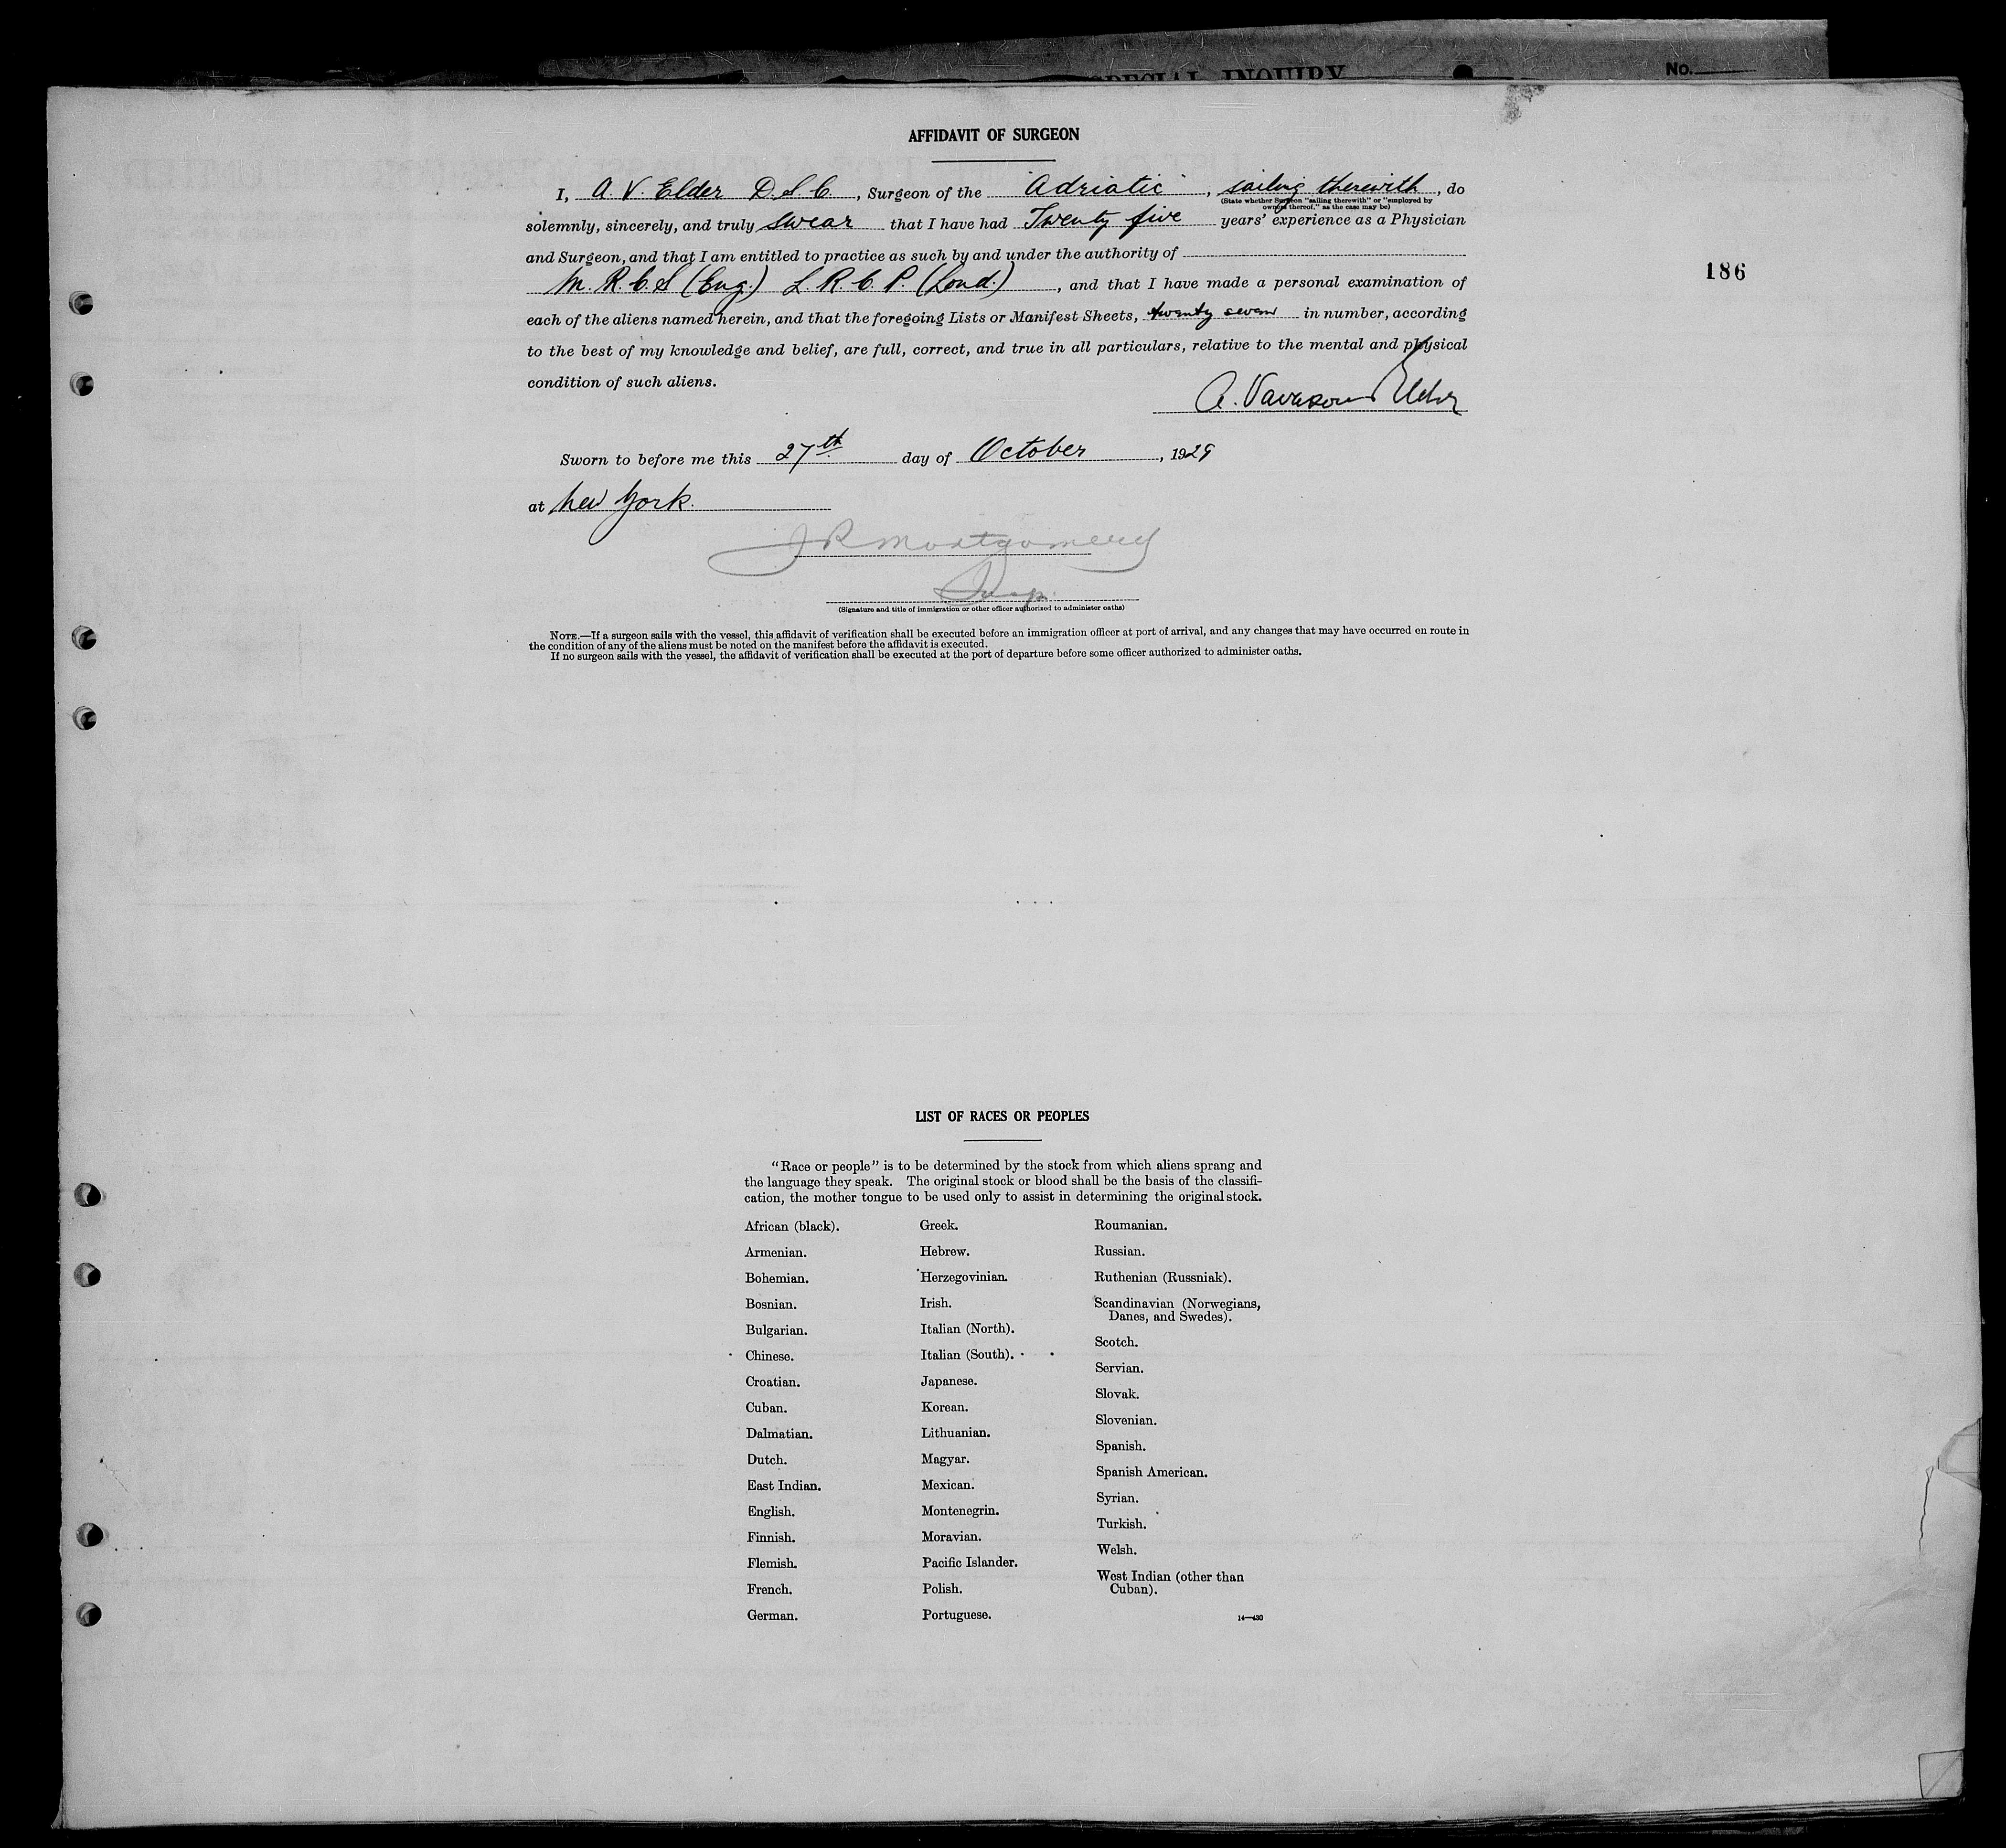 SPECIAL INQUIRY
No.
AFFIDAVIT OF SURGEON
I, A. V. Elder D.S.C., Surgeon of the "Adriatic", sailing therewith, do
(State whether Surgeon "sailing therewith" or "employed by
owners thereof," as the case may be)
solemnly, sincerely, and truly swear that I have had Twenty five years' experience as a Physician
and Surgeon, and that I am entitled to practice as such by and under the authority of
M.R.C.S (Eng.) L.R.C.P. (Lond.), and that I have made a personal examination of
186
each of the aliens named herein, and that the foregoing Lists or Manifest Sheets, twenty seven in number, according
to the best of my knowledge and belief, are full, correct, and true in all particulars, relative to the mental and physical
condition of such aliens.
A. Vavasour Elder
Sworn to before me this 27th day of October, 1929
at New York.
J R Montgomery
Insp.
(Signature and title of immigration or other officer authorized to administer oaths)
NOTE.—If a surgeon sails with the vessel, this affidavit of verification shall be executed before an immigration officer at port of arrival, and any changes that may have occurred en route in
the condition of any of the aliens must be noted on the manifest before the affidavit is executed.
If no surgeon sails with the vessel, the affidavit of verification shall be executed at the port of departure before some officer authorized to administer oaths.
LIST OF RACES OR PEOPLES
"Race or people" is to be determined by the stock from which aliens sprang and
the language they speak. The original stock or blood shall be the basis of the classifi-
cation, the mother tongue to be used only to assist in determining the original stock.
African (black).
Armenian.
Bohemian.
Bosnian.
Bulgarian.
Chinese.
Croatian.
Cuban.
Dalmatian.
Dutch.
East Indian.
English.
Finnish.
Flemish.
French.
German.
Greek.
Hebrew.
Herzegovinian.
Irish.
Italian (North).
Italian (South).
Japanese.
Korean.
Lithuanian.
Magyar.
Mexican.
Montenegrin.
Moravian.
Pacific Islander.
Polish.
Portuguese.
Roumanian.
Russian.
Ruthenian (Russniak).
Scandinavian (Norwegians,
Danes, and Swedes).
Scotch.
Servian.
Slovak.
Slovenian.
Spanish.
Spanish American.
Syrian.
Turkish.
Welsh.
West Indian (other than
Cuban).
14—430